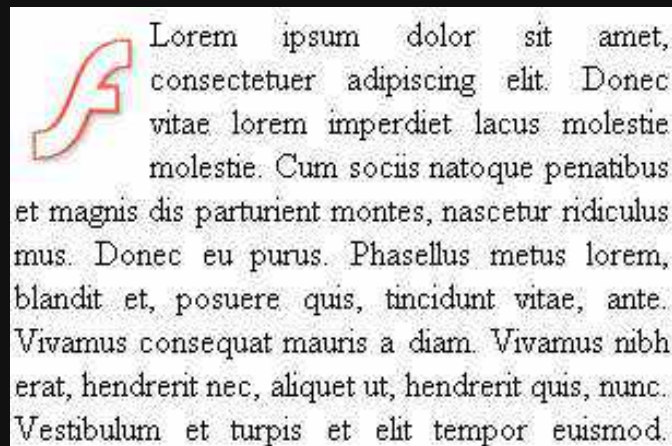 Lorem ipsum dolor sit amet,
consectetuer adipiscing elit. Donec
vitae lorem imperdiet lacus molestie
molestie. Cum sociis natoque penatibus
et magnis dis parturient montes, nascetur ridiculus
mus. Donec eu purus. Phasellus metus lorem,
blandit et, posuere quis, tincidunt vitae, ante.
Vivamus consequat mauris a diam. Vivamus nibh
erat, hendrerit nec, aliquet ut, hendrerit quis, nunc.
Vestibulum et turpis et elit tempor euismod.